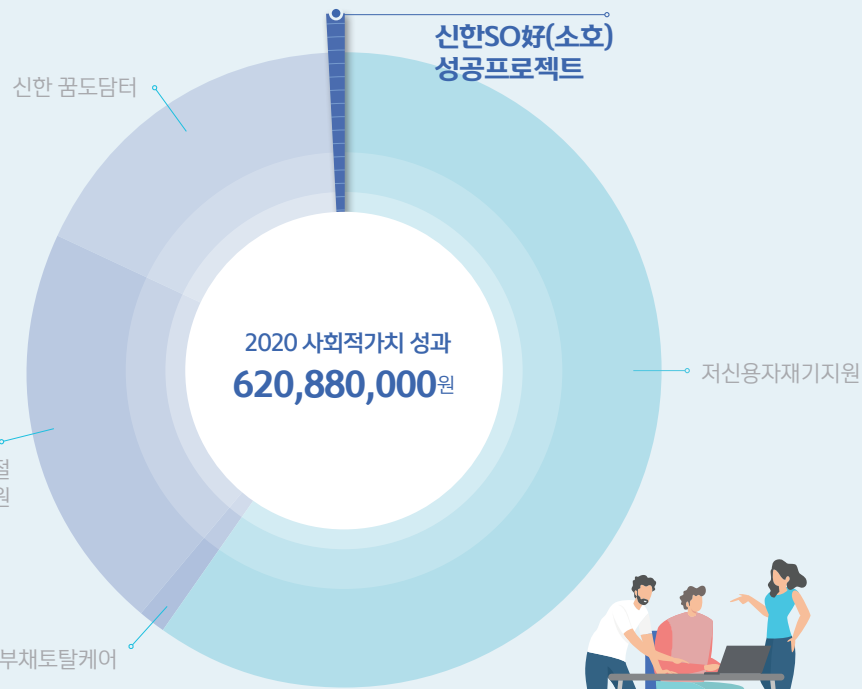 신한SO好(소호)
성공프로젝트
신한 꿈도담터
2020 사회적가치 성과
620,880,000원
저신용자재기지원
절
원
부채토탈케어